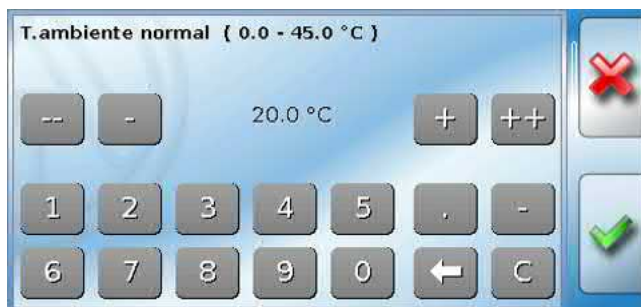 T.ambiente normal ( 0.0 - 45.0 °C )
-- - 20.0 °C + ++
1 2 3 4 5 . -
6 7 8 9 0 C